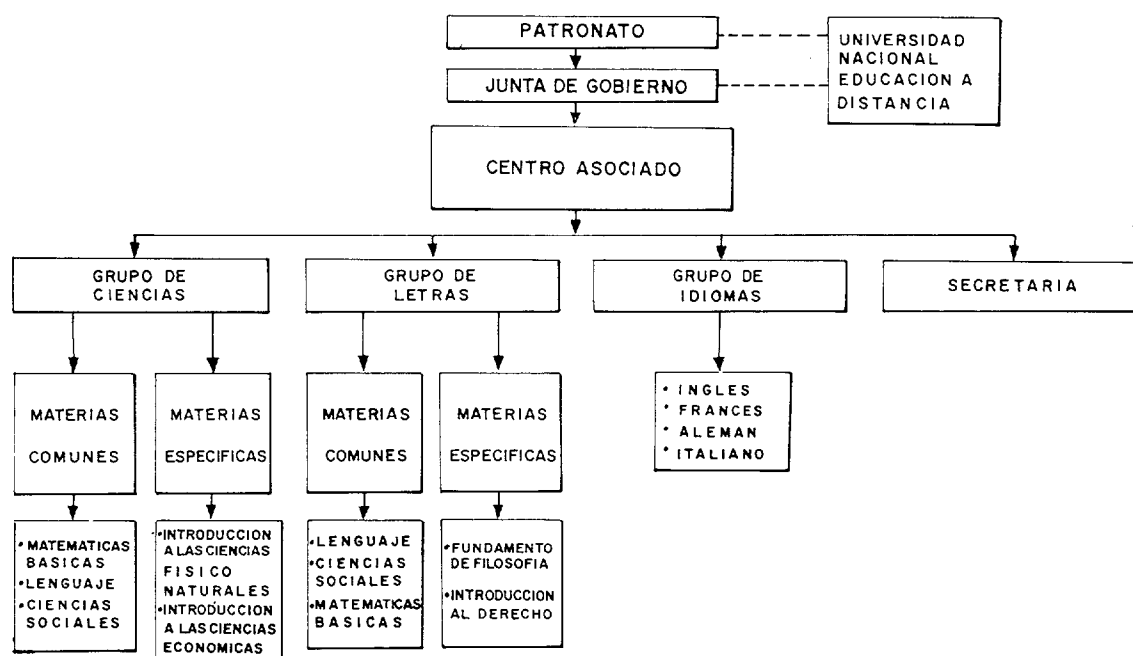 PATRONATO
UNIVERSIDAD
NACIONAL
EDUCACION A
DISTANCIA
JUNTA DE GOBIERNO
CENTRO ASOCIADO
GRUPO DE
CIENCIAS
GRUPO DE
LETRAS
GRUPO DE
IDIOMAS
SECRETARIA
MATERIAS
COMUNES
MATERIAS
ESPECIFICAS
MATERIAS
COMUNES
MATERIAS
ESPECIFICAS
• INGLES
• FRANCES
• ALEMAN
• ITALIANO
• MATEMATICAS
BASICAS
• LENGUAJE
• CIENCIAS
SOCIALES
• INTRODUCCION
A LAS CIENCIAS
FISICO
NATURALES
• INTRODUCCION
A LAS CIENCIAS
ECONOMICAS
• LENGUAJE
• CIENCIAS
SOCIALES
• MATEMATICAS
BASICAS
• FUNDAMENTO
DE FILOSOFIA
• INTRODUCCION
AL DERECHO